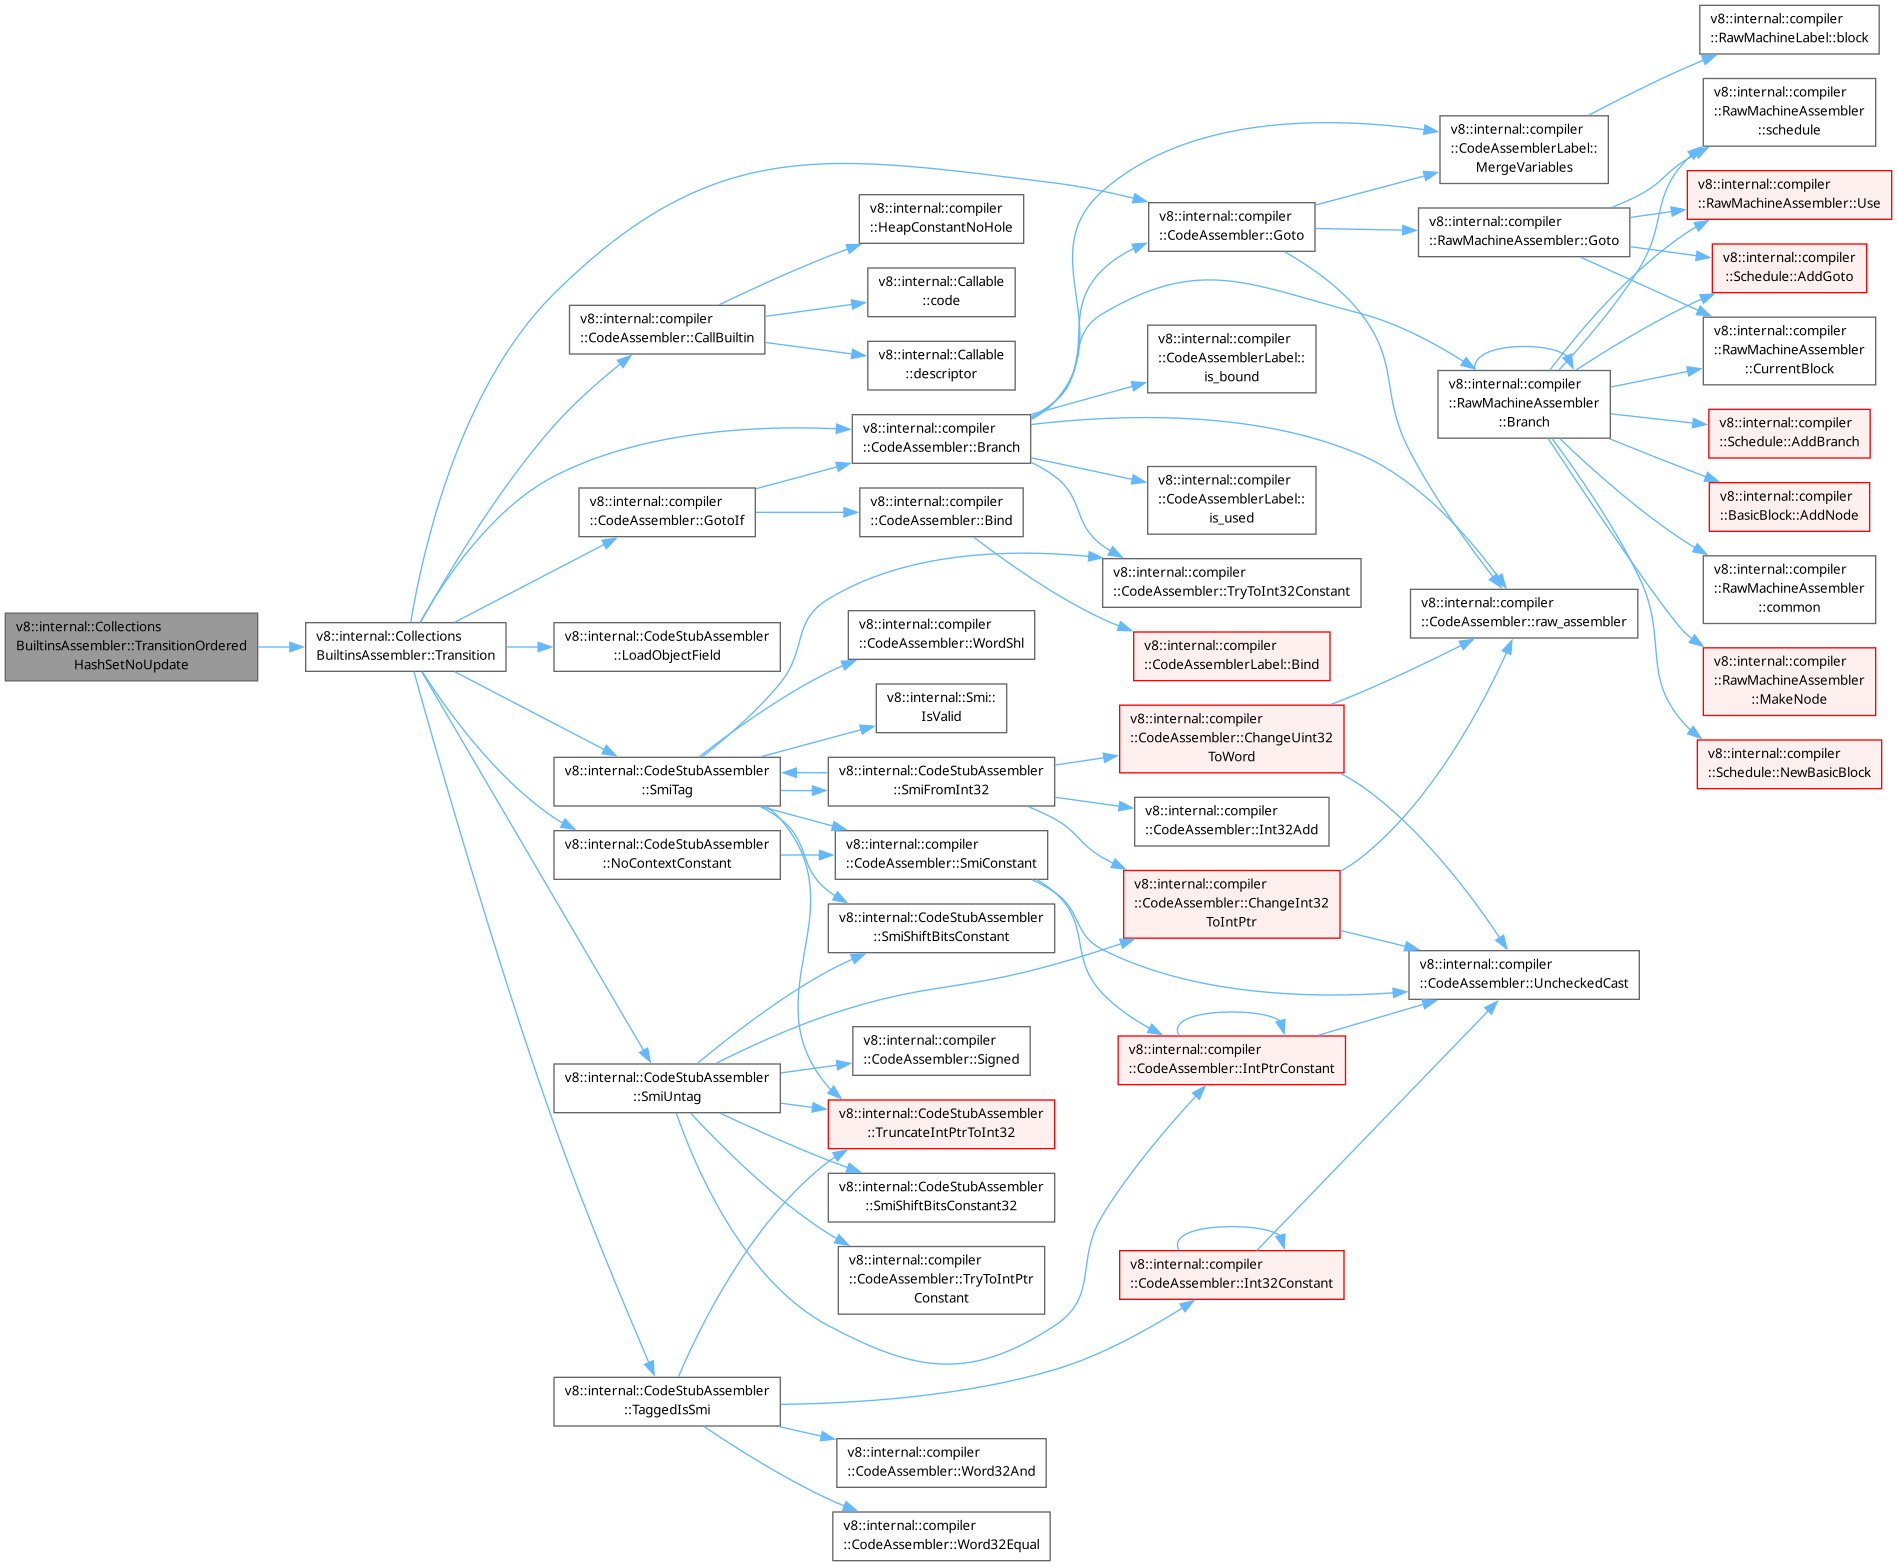 v8::internal::Collections
BuiltinsAssembler::TransitionOrdered
HashSetNoUpdate
v8::internal::Collections
BuiltinsAssembler::Transition
v8::internal::compiler
::CodeAssembler::CallBuiltin
v8::internal::compiler
::CodeAssembler::GotoIf
v8::internal::CodeStubAssembler
::LoadObjectField
v8::internal::CodeStubAssembler
::SmiTag
v8::internal::CodeStubAssembler
::NoContextConstant
v8::internal::CodeStubAssembler
::SmiUntag
v8::internal::CodeStubAssembler
::TaggedIsSmi
v8::internal::compiler
::HeapConstantNoHole
v8::internal::Callable
::code
v8::internal::Callable
::descriptor
v8::internal::compiler
::CodeAssembler::Branch
v8::internal::compiler
::CodeAssembler::Bind
v8::internal::compiler
::CodeAssembler::WordShl
v8::internal::Smi::
IsValid
v8::internal::CodeStubAssembler
::SmiFromInt32
v8::internal::compiler
::CodeAssembler::SmiConstant
v8::internal::CodeStubAssembler
::SmiShiftBitsConstant
v8::internal::compiler
::CodeAssembler::Signed
v8::internal::CodeStubAssembler
::TruncateIntPtrToInt32
v8::internal::CodeStubAssembler
::SmiShiftBitsConstant32
v8::internal::compiler
::CodeAssembler::TryToIntPtr
Constant
v8::internal::compiler
::CodeAssembler::Word32And
v8::internal::compiler
::CodeAssembler::Word32Equal
v8::internal::compiler
::CodeAssembler::Goto
v8::internal::compiler
::CodeAssemblerLabel::
is_bound
v8::internal::compiler
::CodeAssemblerLabel::
is_used
v8::internal::compiler
::CodeAssembler::TryToInt32Constant
v8::internal::compiler
::CodeAssemblerLabel::Bind
v8::internal::compiler
::CodeAssembler::ChangeUint32
ToWord
v8::internal::compiler
::CodeAssembler::Int32Add
v8::internal::compiler
::CodeAssembler::ChangeInt32
ToIntPtr
v8::internal::compiler
::CodeAssembler::IntPtrConstant
v8::internal::compiler
::CodeAssembler::Int32Constant
v8::internal::compiler
::CodeAssemblerLabel::
MergeVariables
v8::internal::compiler
::RawMachineAssembler::Goto
v8::internal::compiler
::RawMachineAssembler
::Branch
v8::internal::compiler
::CodeAssembler::raw_assembler
v8::internal::compiler
::CodeAssembler::UncheckedCast
v8::internal::compiler
::RawMachineLabel::block
v8::internal::compiler
::RawMachineAssembler
::schedule
v8::internal::compiler
::RawMachineAssembler::Use
v8::internal::compiler
::Schedule::AddGoto
v8::internal::compiler
::RawMachineAssembler
::CurrentBlock
v8::internal::compiler
::Schedule::AddBranch
v8::internal::compiler
::BasicBlock::AddNode
v8::internal::compiler
::RawMachineAssembler
::common
v8::internal::compiler
::RawMachineAssembler
::MakeNode
v8::internal::compiler
::Schedule::NewBasicBlock